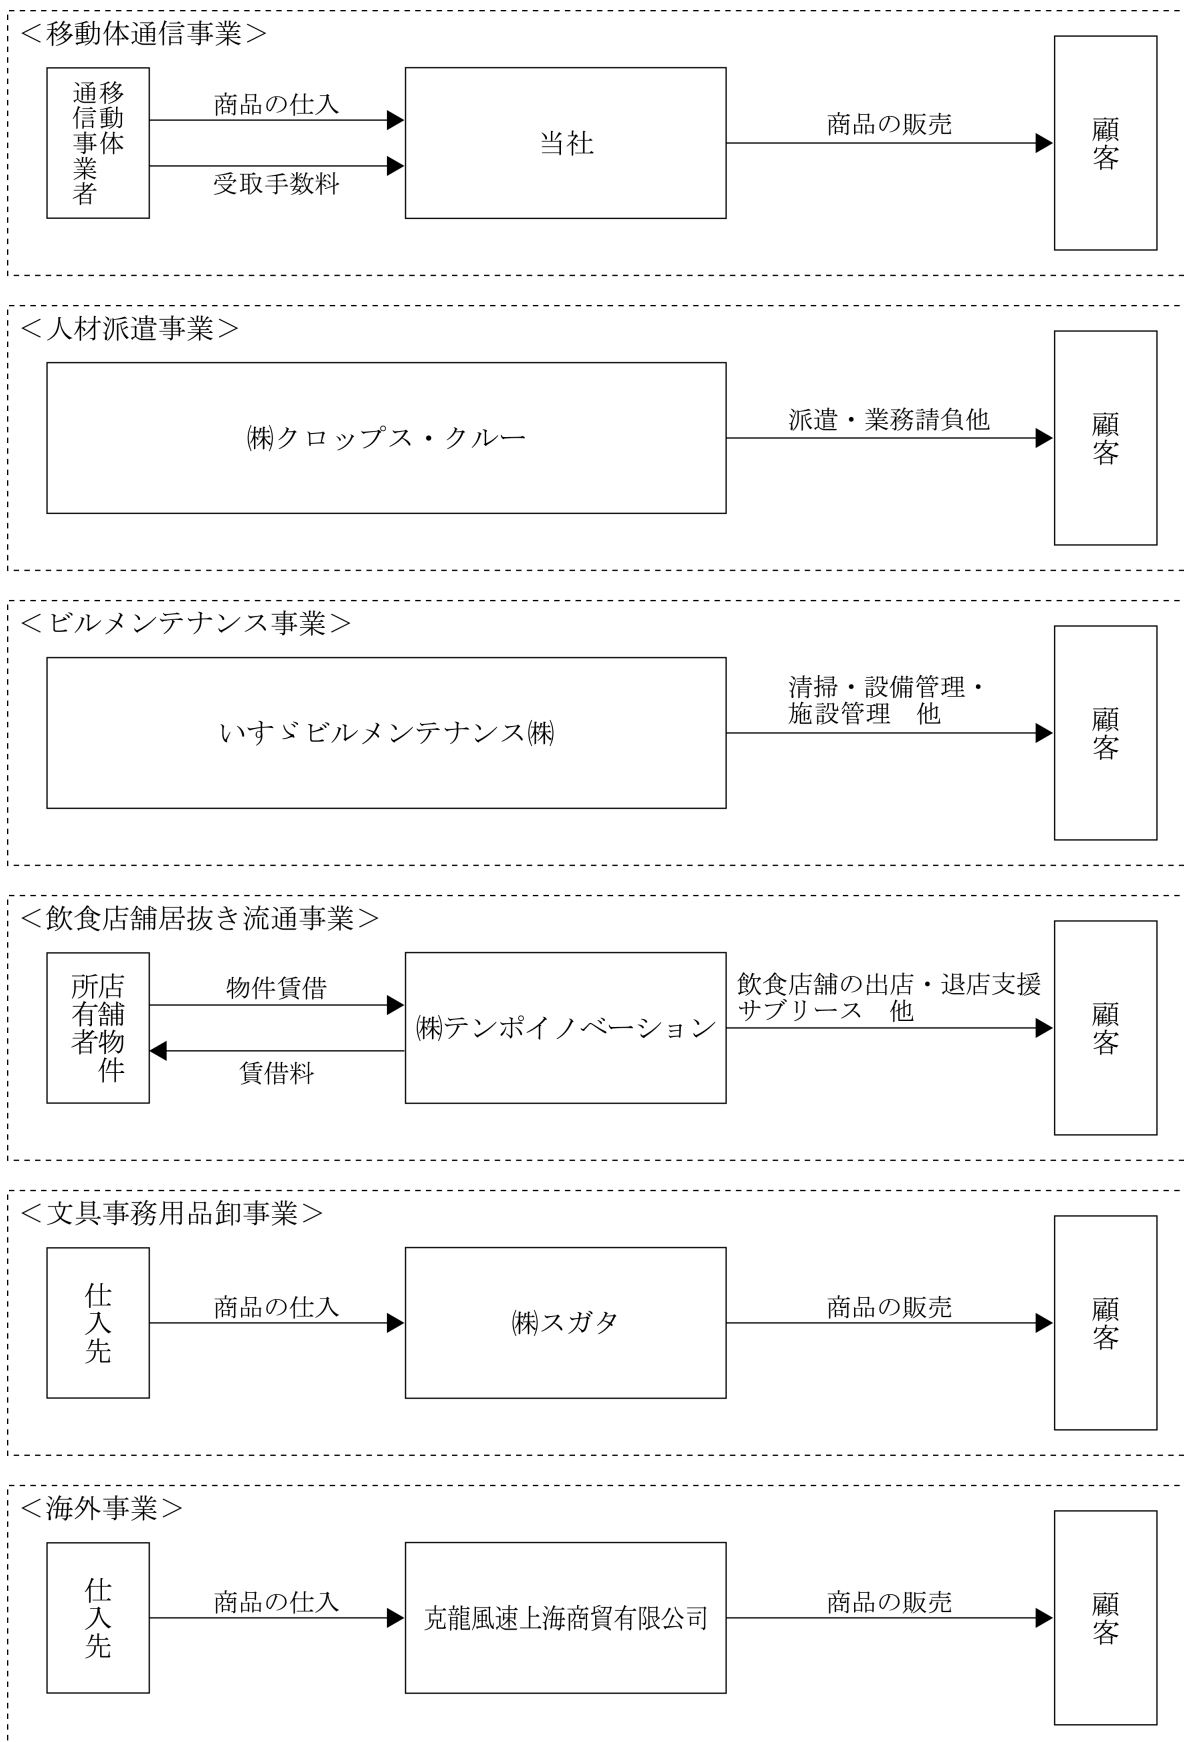 ＜移動体通信事業＞
移動体
通信事業者
商品の仕入
受取手数料
当社
商品の販売
顧客
＜人材派遣事業＞
㈱クロップス・クルー
派遣・業務請負他
顧客
＜ビルメンテナンス事業＞
いすゞビルメンテナンス㈱
清掃・設備管理・
施設管理　他
顧客
＜飲食店舗居抜き流通事業＞
店舗物件
所有者
物件賃借
賃借料
㈱テンポイノベーション
飲食店舗の出店・退店支援
サブリース　他
顧客
＜文具事務用品卸事業＞
仕入先
商品の仕入
㈱スガタ
商品の販売
顧客
＜海外事業＞
仕入先
商品の仕入
克龍風速上海商貿有限公司
商品の販売
顧客